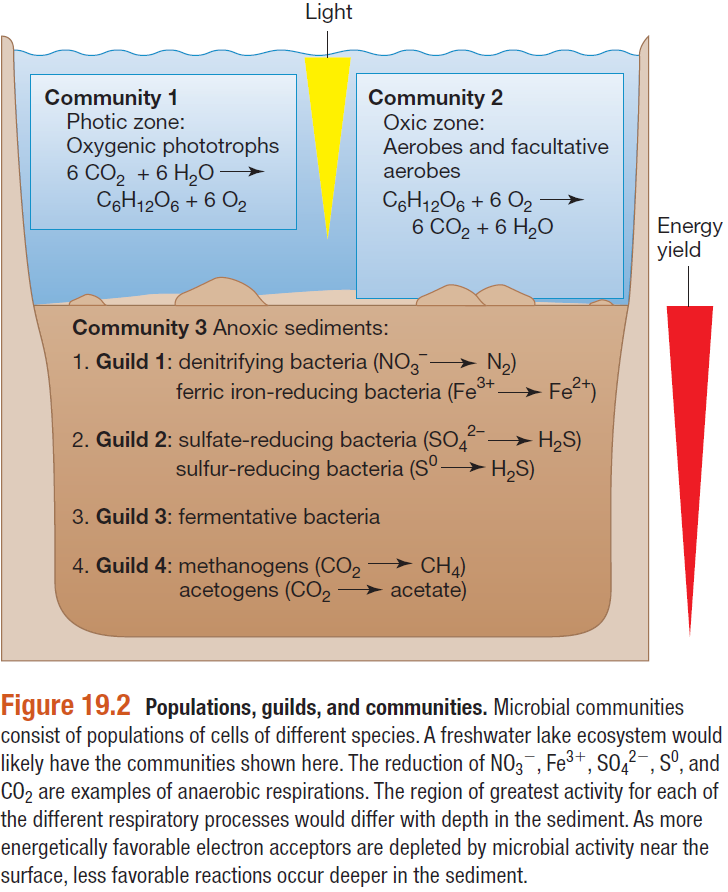 Light
Community 1
Photic zone:
Oxygenic phototrophs
6 CO₂ + 6 H₂O ⟶
C₆H₁₂O₆ + 6 O₂
Community 2
Oxic zone:
Aerobes and facultative
aerobes
C₆H₁₂O₆ + 6 O₂ ⟶
6 CO₂ + 6 H₂O
Energy
yield
Community 3 Anoxic sediments:
1. Guild 1: denitrifying bacteria (NO₃⁻ ⟶ N₂)
ferric iron-reducing bacteria (Fe³⁺ ⟶ Fe²⁺)
2. Guild 2: sulfate-reducing bacteria (SO₄²⁻ ⟶ H₂S)
sulfur-reducing bacteria (S⁰ ⟶ H₂S)
3. Guild 3: fermentative bacteria
4. Guild 4: methanogens (CO₂ ⟶ CH₄)
acetogens (CO₂ ⟶ acetate)
Figure 19.2 Populations, guilds, and communities. Microbial communities
consist of populations of cells of different species. A freshwater lake ecosystem would
likely have the communities shown here. The reduction of NO₃⁻, Fe³⁺, SO₄²⁻, S⁰, and
CO₂ are examples of anaerobic respirations. The region of greatest activity for each of
the different respiratory processes would differ with depth in the sediment. As more
energetically favorable electron acceptors are depleted by microbial activity near the
surface, less favorable reactions occur deeper in the sediment.